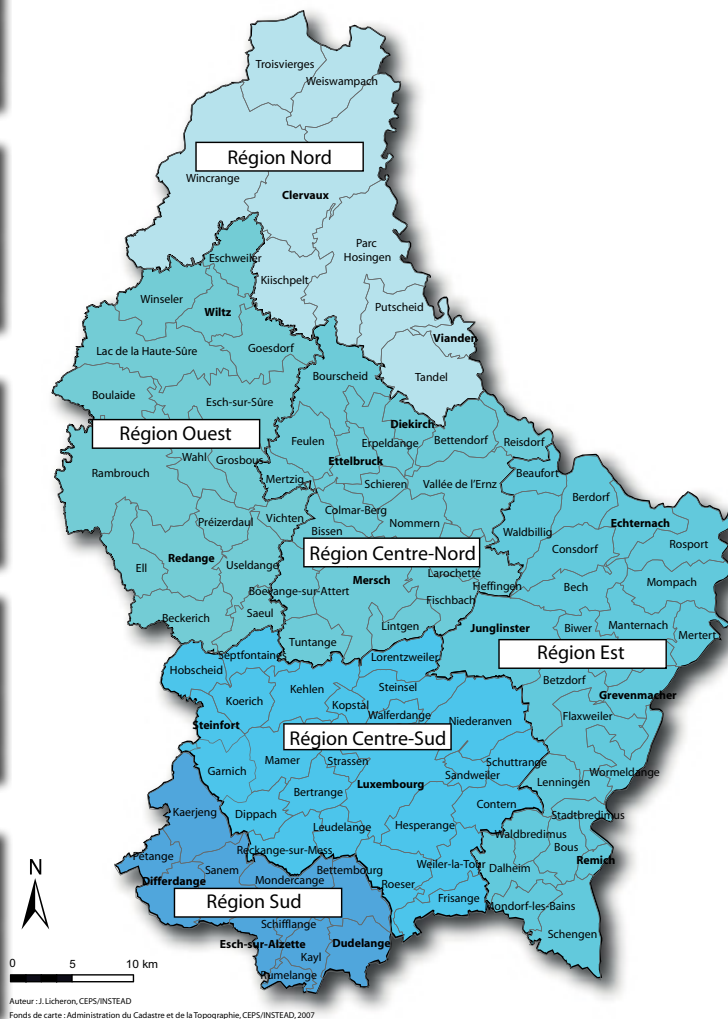 Troisvierges
Weiswampach
Région Nord
Wincrange
Clervaux
Parc
Hosingen
Eschweiler
Kiischpelt
Winseler
Wiltz
Putscheid
Vianden
Lac de la Haute-Sûre
Goesdorf
Tandel
Bourscheid
Boulaide
Esch-sur-Sûre
Diekirch
Région Ouest
Feulen
Erpeldange
Bettendorf
Reisdorf
Wahl
Grosbous
Ettelbruck
Rambrouch
Mertzig
Schieren
Vallée de l'Ernz
Beaufort
Berdorf
Colmar-Berg
Préizerdaul
Vichten
Bissen
Nommern
Waldbillig
Echternach
Consdorf
Rosport
Région Centre-Nord
Redange
Ell
Useldange
Mersch
Larochette
Heffingen
Bech
Mompach
Boevange-sur-Attert
Fischbach
Beckerich
Saeul
Lintgen
Junglinster
Biwer
Manternach
Mertert
Tuntange
Région Est
Septfontaines
Lorentzweiler
Hobscheid
Betzdorf
Kehlen
Steinsel
Grevenmacher
Koerich
Kopstal
Walferdange
Niederanven
Flaxweiler
Steinfort
Région Centre-Sud
Mamer
Strassen
Schuttrange
Garnich
Sandweiler
Wormeldange
Luxembourg
Lenningen
Bertrange
Contern
Kaerjeng
Dippach
Leudelange
Hesperange
Stadtbredimus
Waldbredimus
Bous
Reckange-sur-Mess
Pétange
Weiler-la-Tour
Remich
Sanem
Bettembourg
Dalheim
Differdange
Mondercange
Roeser
Région Sud
Frisange
Mondorf-les-Bains
Schifflange
Schengen
Esch-sur-Alzette
Dudelange
Kayl
Rumelange
N
0 5 10 km
Auteur : J. Licheron, CEPS/INSTEAD
Fonds de carte : Administration du Cadastre et de la Topographie, CEPS/INSTEAD, 2007